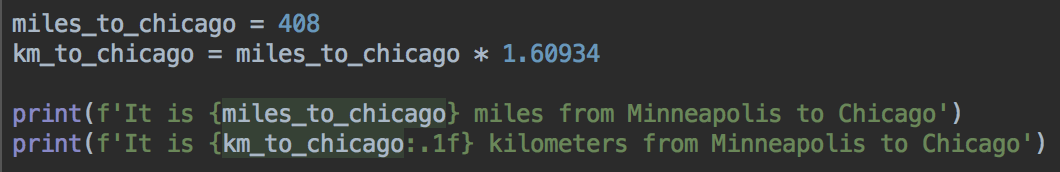 miles_to_chicago = 408
km_to_chicago = miles_to_chicago * 1.60934
print(f'It is {miles_to_chicago} miles from Minneapolis to Chicago')
print(f'It is {km_to_chicago:.1f} kilometers from Minneapolis to Chicago')